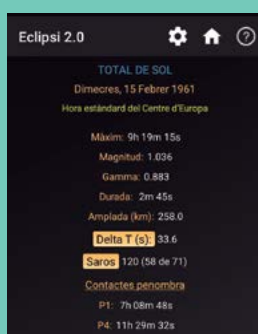 Eclipsi 2.0
TOTAL DE SOL
Dimecres, 15 Febrer 1961
Hora estàndard del Centre d'Europa
Màxim: 9h 19m 15s
Magnitud: 1.036
Gamma: 0.883
Durada: 2m 45s
Amplada (km): 258.0
Delta T (s): 33.6
Saros 120 (58 de 71)
Contactes penombra
P1: 7h 08m 48s
P4: 11h 29m 32s